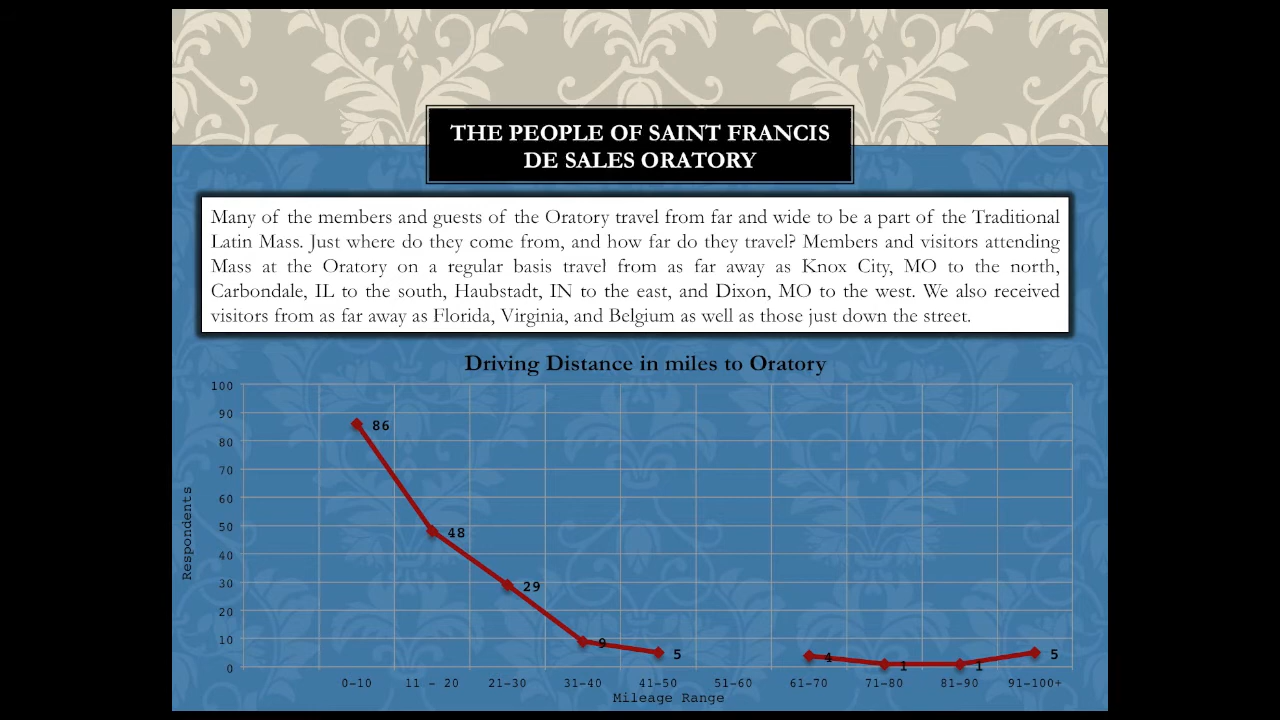 THE PEOPLE OF SAINT FRANCIS
DE SALES ORATORY
Many of the members and guests of the Oratory travel from far and wide to be a part of the Traditional
Latin Mass. Just where do they come from, and how far do they travel? Members and visitors attending
Mass at the Oratory on a regular basis travel from as far away as Knox City, MO to the north,
Carbondale, IL to the south, Haubstadt, IN to the east, and Dixon, MO to the west. We also received
visitors from as far away as Florida, Virginia, and Belgium as well as those just down the street.
Driving Distance in miles to Oratory
Respondents
100
90
80
70
60
50
40
30
20
10
0
86
48
29
9
5
4
1
1
5
0-10 11 - 20 21-30 31-40 41-50 51-60 61-70 71-80 81-90 91-100+
Mileage Range